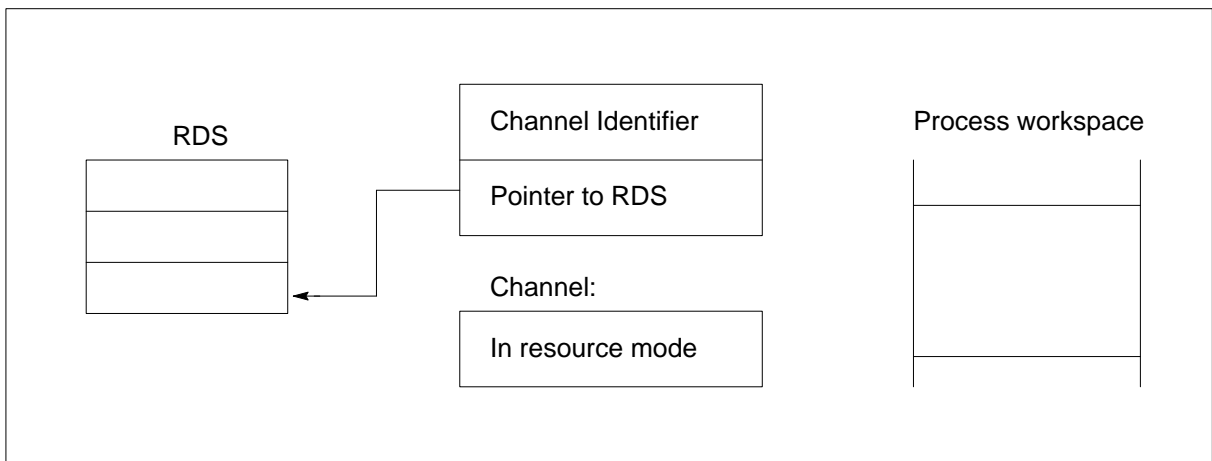 RDS
Channel Identifier
Pointer to RDS
Channel:
In resource mode
Process workspace